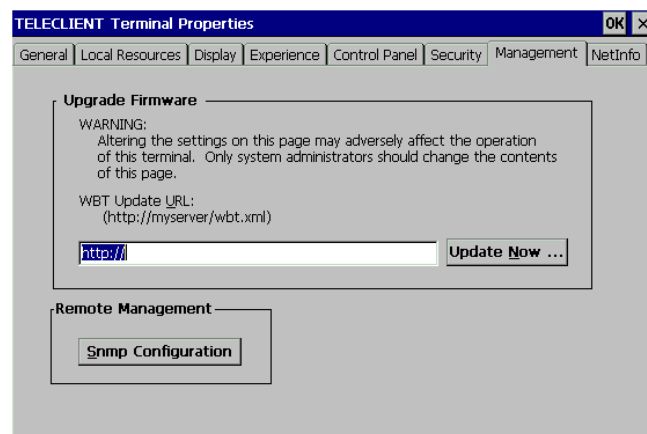 TELECLIENT Terminal Properties OK ×
General Local Resources Display Experience Control Panel Security Management NetInfo
Upgrade Firmware
WARNING:
Altering the settings on this page may adversely affect the operation
of this terminal. Only system administrators should change the contents
of this page.
WBT Update URL:
(http://myserver/wbt.xml)
http:// Update Now ...
Remote Management
Snmp Configuration